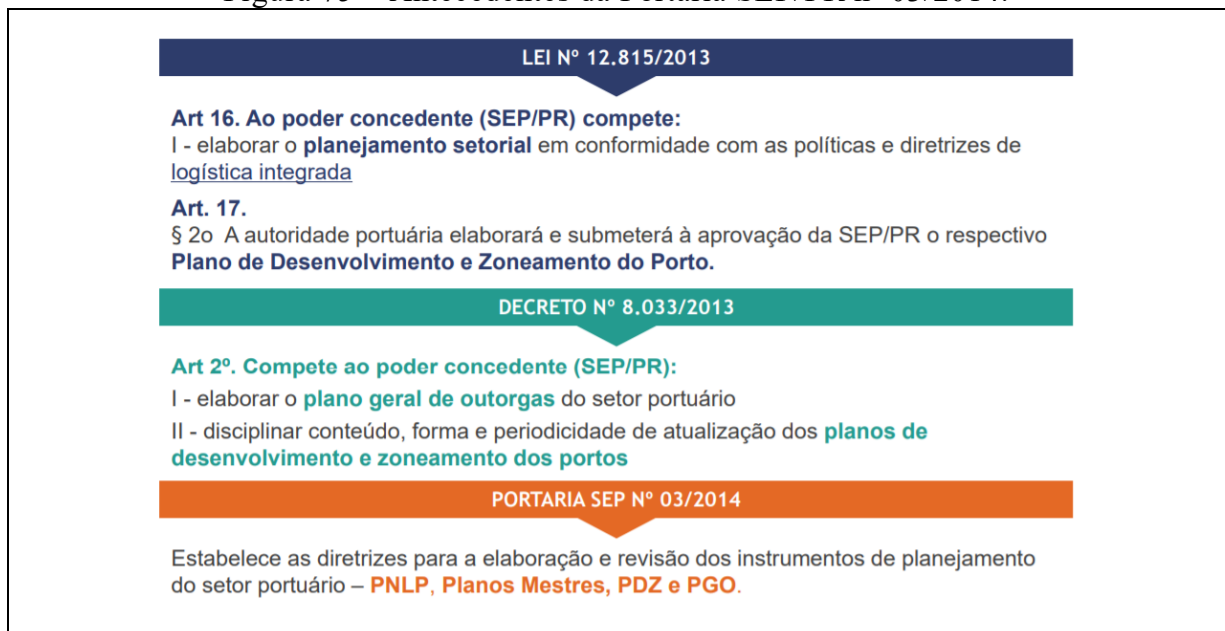 LEI Nº 12.815/2013
Art 16. Ao poder concedente (SEP/PR) compete:
I - elaborar o planejamento setorial em conformidade com as políticas e diretrizes de
logística integrada
Art. 17.
§ 2o A autoridade portuária elaborará e submeterá à aprovação da SEP/PR o respectivo
Plano de Desenvolvimento e Zoneamento do Porto.
DECRETO Nº 8.033/2013
Art 2º. Compete ao poder concedente (SEP/PR):
I - elaborar o plano geral de outorgas do setor portuário
II - disciplinar conteúdo, forma e periodicidade de atualização dos planos de
desenvolvimento e zoneamento dos portos
PORTARIA SEP Nº 03/2014
Estabelece as diretrizes para a elaboração e revisão dos instrumentos de planejamento
do setor portuário – PNLP, Planos Mestres, PDZ e PGO.